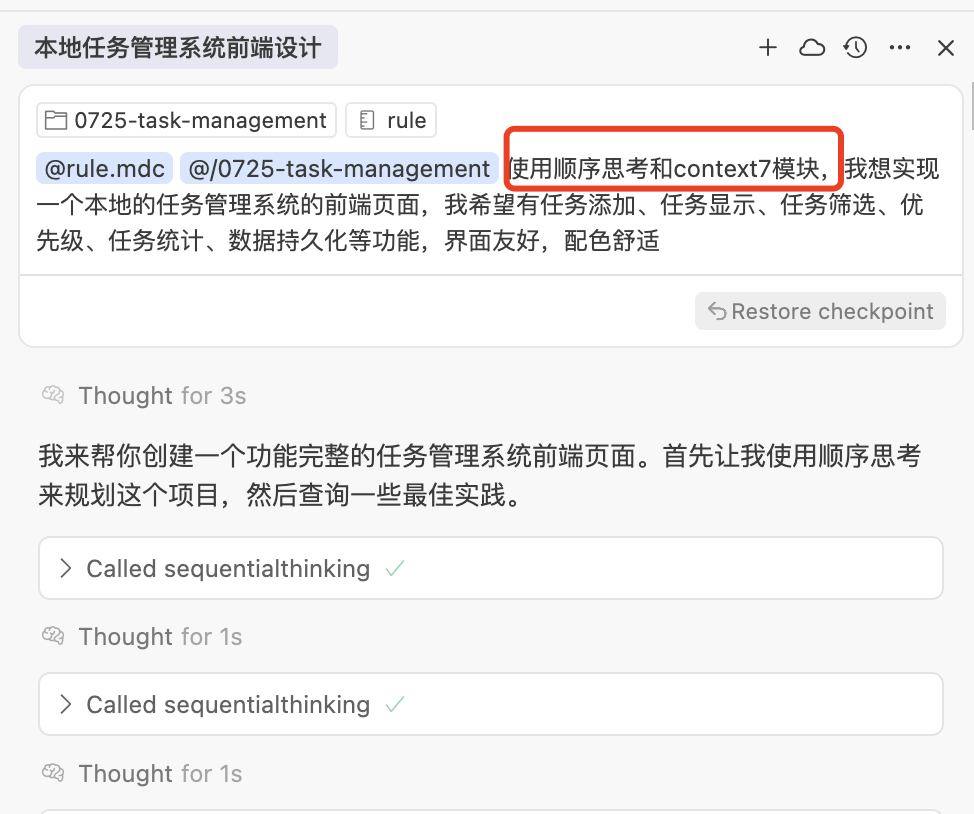 本地任务管理系统前端设计
0725-task-management rule
@rule.mdc @/0725-task-management 使用顺序思考和context7模块，我想实现
一个本地的任务管理系统的前端页面，我希望有任务添加、任务显示、任务筛选、优
先级、任务统计、数据持久化等功能，界面友好，配色舒适
Restore checkpoint
Thought for 3s
我来帮你创建一个功能完整的任务管理系统前端页面。首先让我使用顺序思考
来规划这个项目，然后查询一些最佳实践。
Called sequentialthinking
Thought for 1s
Called sequentialthinking
Thought for 1s